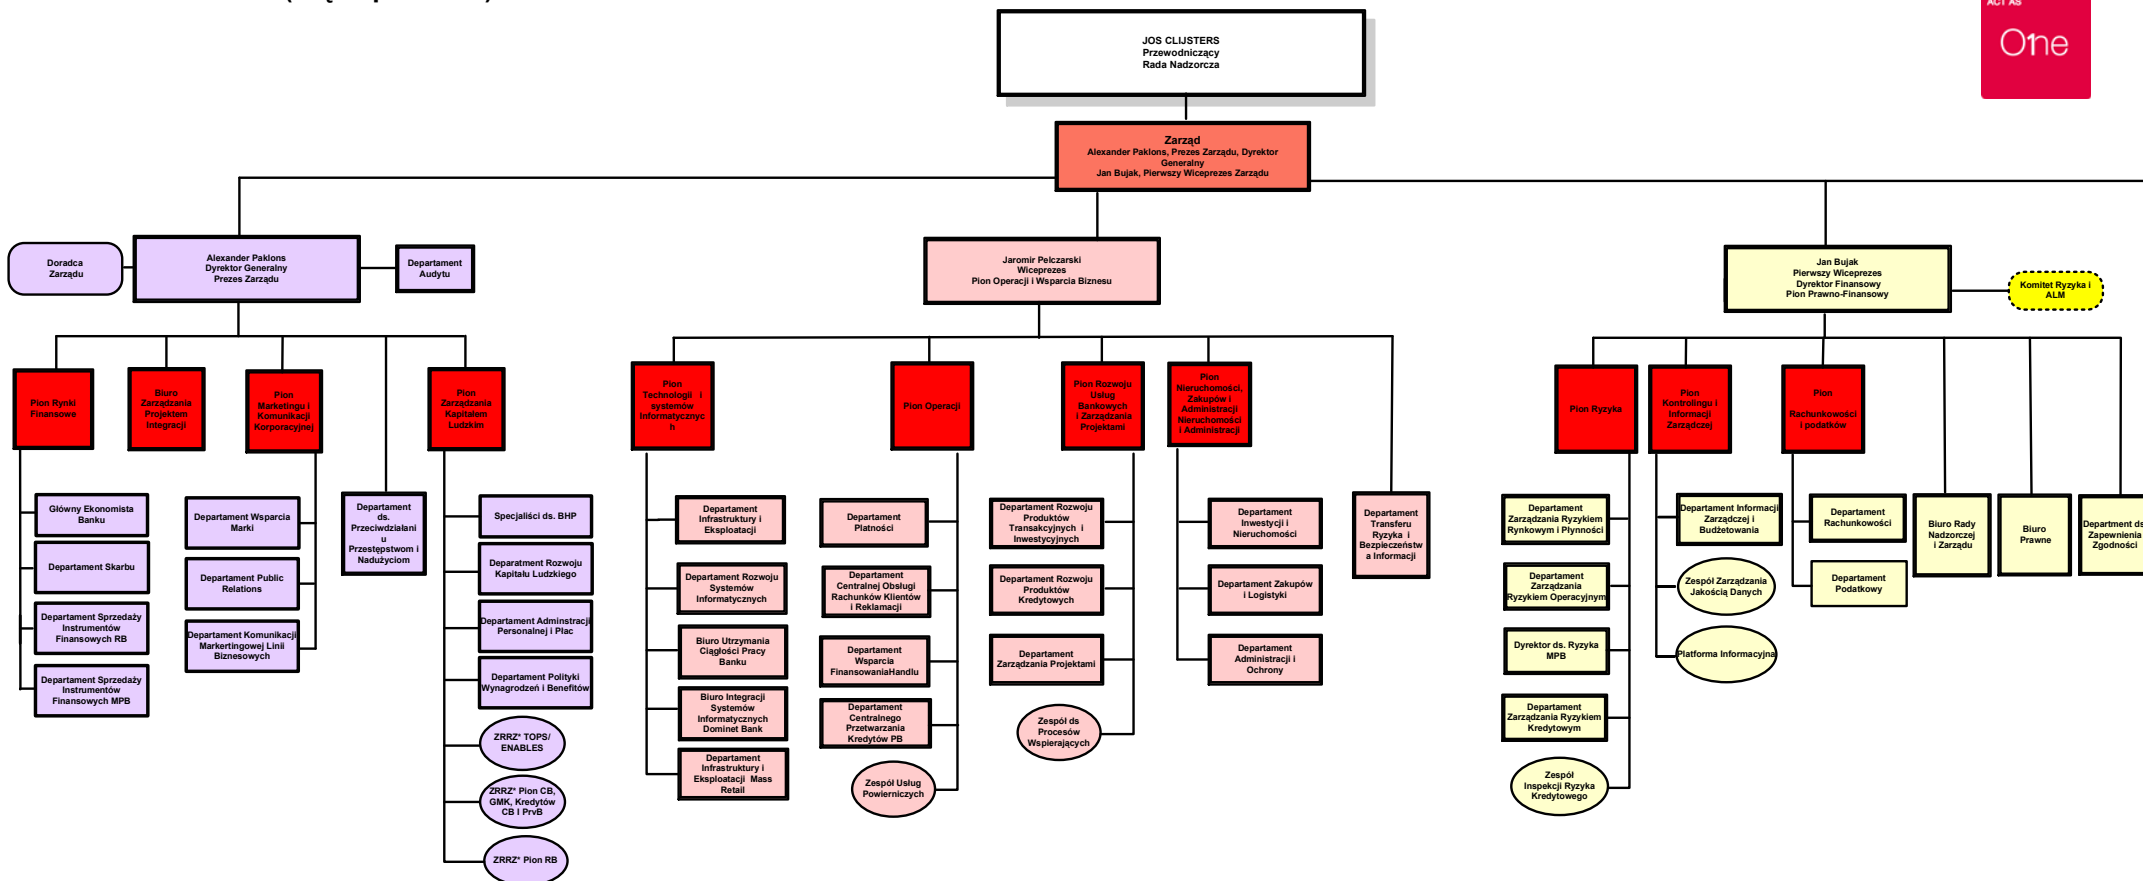 JOS CLIJSTERS
Przewodniczący
Rada Nadzorcza
ACT AS
One
Zarząd
Alexander Paklons, Prezes Zarządu, Dyrektor
Generalny
Jan Bujak, Pierwszy Wiceprezes Zarządu
Doradca
Zarządu
Alexander Paklons
Dyrektor Generalny
Prezes Zarządu
Departament
Audytu
Jaromir Pelczarski
Wiceprezes
Pion Operacji i Wsparcia Biznesu
Jan Bujak
Pierwszy Wiceprezes
Dyrektor Finansowy
Pion Prawno-Finansowy
Komitet Ryzyka i
ALM
Pion Rynki
Finansowe
Biuro
Zarządzania
Projektem
Integracji
Pion
Marketingu i
Komunikacji
Korporacyjnej
Pion
Zarządzania
Kapitałem
Ludzkim
Pion
Technologii i
systemów
Informatycznyc
h
Pion Operacji
Pion Rozwoju
Usług
Bankowych
i Zarządzania
Projektami
Pion
Nieruchomości,
Zakupów i
Administracji
Nieruchomości
i Administracji
Pion Ryzyka
Pion
Kontrolingu i
Informacji
Zarządczej
Pion
Rachunkowości
i podatków
Główny Ekonomista
Banku
Departament Skarbu
Departament Sprzedaży
Instrumentów
Finansowych RB
Departament Sprzedaży
Instrumentów
Finansowych MPB
Departament Wsparcia
Marki
Departament Public
Relations
Departament Komunikacji
Markertingowej Linii
Biznesowych
Departament
ds.
Przeciwdziałani
u
Przestępstwom i
Nadużyciom
Specjaliści ds. BHP
Deparatment Rozwoju
Kapitału Ludzkiego
Departament Adminstracji
Personalnej i Płac
Departament Polityki
Wynagrodzeń i Benefitów
ZRRZ* TOPS/
ENABLES
ZRRZ* Pion CB,
GMK, Kredytów
CB I PrvB
ZRRZ* Pion RB
Departament
Infrastruktury i
Eksploatacji
Departament Rozwoju
Systemów
Informatycznych
Biuro Utrzymania
Ciągłości Pracy
Banku
Biuro Integracji
Systemów
Informatycznych
Dominet Bank
Departament
Infrastruktury i
Eksploatacji Mass
Retail
Departament
Płatności
Departament
Centralnej Obsługi
Rachunków Klientów
i Reklamacji
Departament
Wsparcia
FinansowaniaHandlu
Departament
Centralnego
Przetwarzania
Kredytów PB
Zespół Usług
Powierniczych
Departament Rozwoju
Produktów
Transakcyjnych i
Inwestycyjnych
Departament Rozwoju
Produktów
Kredytowych
Departament
Zarządzania Projektami
Zespół ds
Procesów
Wspierających
Departament
Inwestycji i
Nieruchomości
Departament Zakupów
i Logistyki
Departament
Administracji i
Ochrony
Departament
Transferu
Ryzyka i
Bezpieczeństw
a Informacji
Departament
Zarządzania Ryzykiem
Rynkowym i Płynności
Departament
Zarządzania
Ryzykiem Operacyjnym
Dyrektor ds. Ryzyka
MPB
Departament
Zarządzania Ryzykiem
Kredytowym
Zespół
Inspekcji Ryzyka
Kredytowego
Departament Informacji
Zarządczej i
Budżetowania
Zespół Zarządzania
Jakością Danych
Platforma Informacyjna
Departament
Rachunkowości
Departament
Podatkowy
Biuro Rady
Nadzorczej
i Zarządu
Biuro
Prawne
Department ds
Zapewnienia
Zgodności